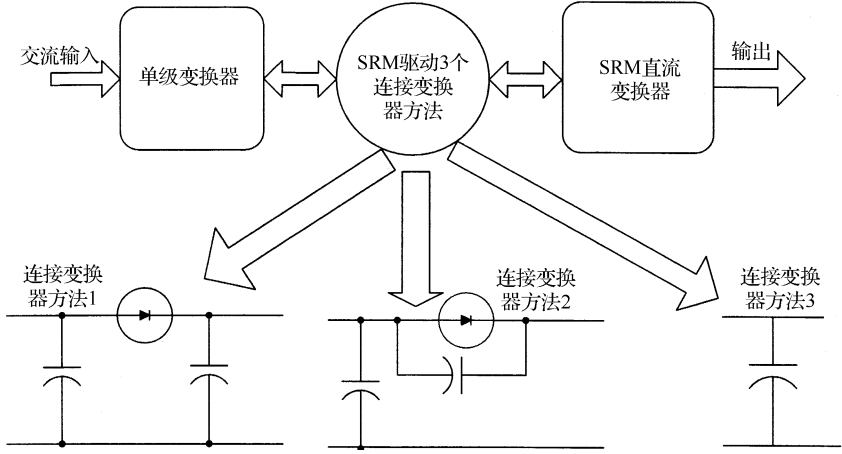 交流输入
单级变换器
SRM驱动3个
连接变换
器方法
SRM直流
变换器
输出
连接变换
器方法1
连接变换
器方法2
连接变换
器方法3